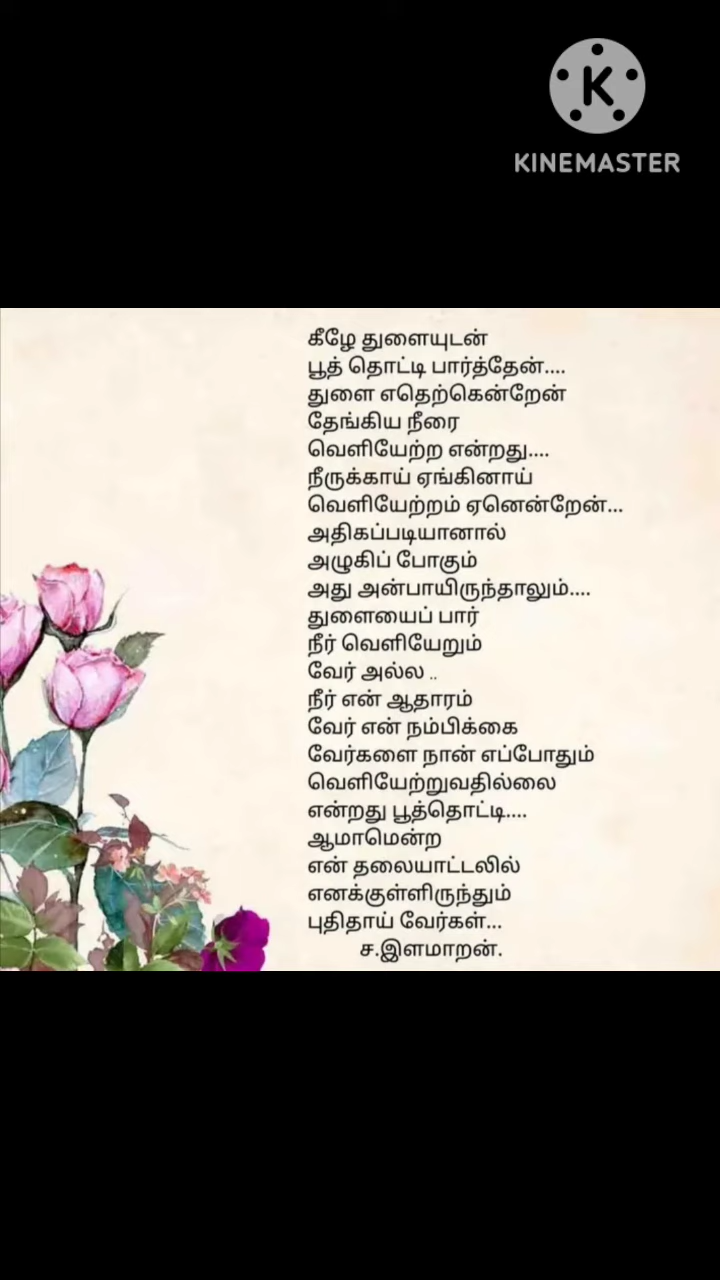 KINEMASTER
கீழே துளையுடன்
பூத் தொட்டி பார்த்தேன்....
துளை எதெற்கென்றேன்
தேங்கிய நீரை
வெளியேற்ற என்றது....
நீருக்காய் ஏங்கினாய்
வெளியேற்றம் ஏனென்றேன்...
அதிகப்படியானால்
அழுகிப் போகும்
அது அன்பாயிருந்தாலும்....
துளையைப் பார்
நீர் வெளியேறும்
வேர் அல்ல ..
நீர் என் ஆதாரம்
வேர் என் நம்பிக்கை
வேர்களை நான் எப்போதும்
வெளியேற்றுவதில்லை
என்றது பூத்தொட்டி....
ஆமாமென்ற
என் தலையாட்டலில்
எனக்குள்ளிருந்தும்
புதிதாய் வேர்கள்...
ச.இளமாறன்.